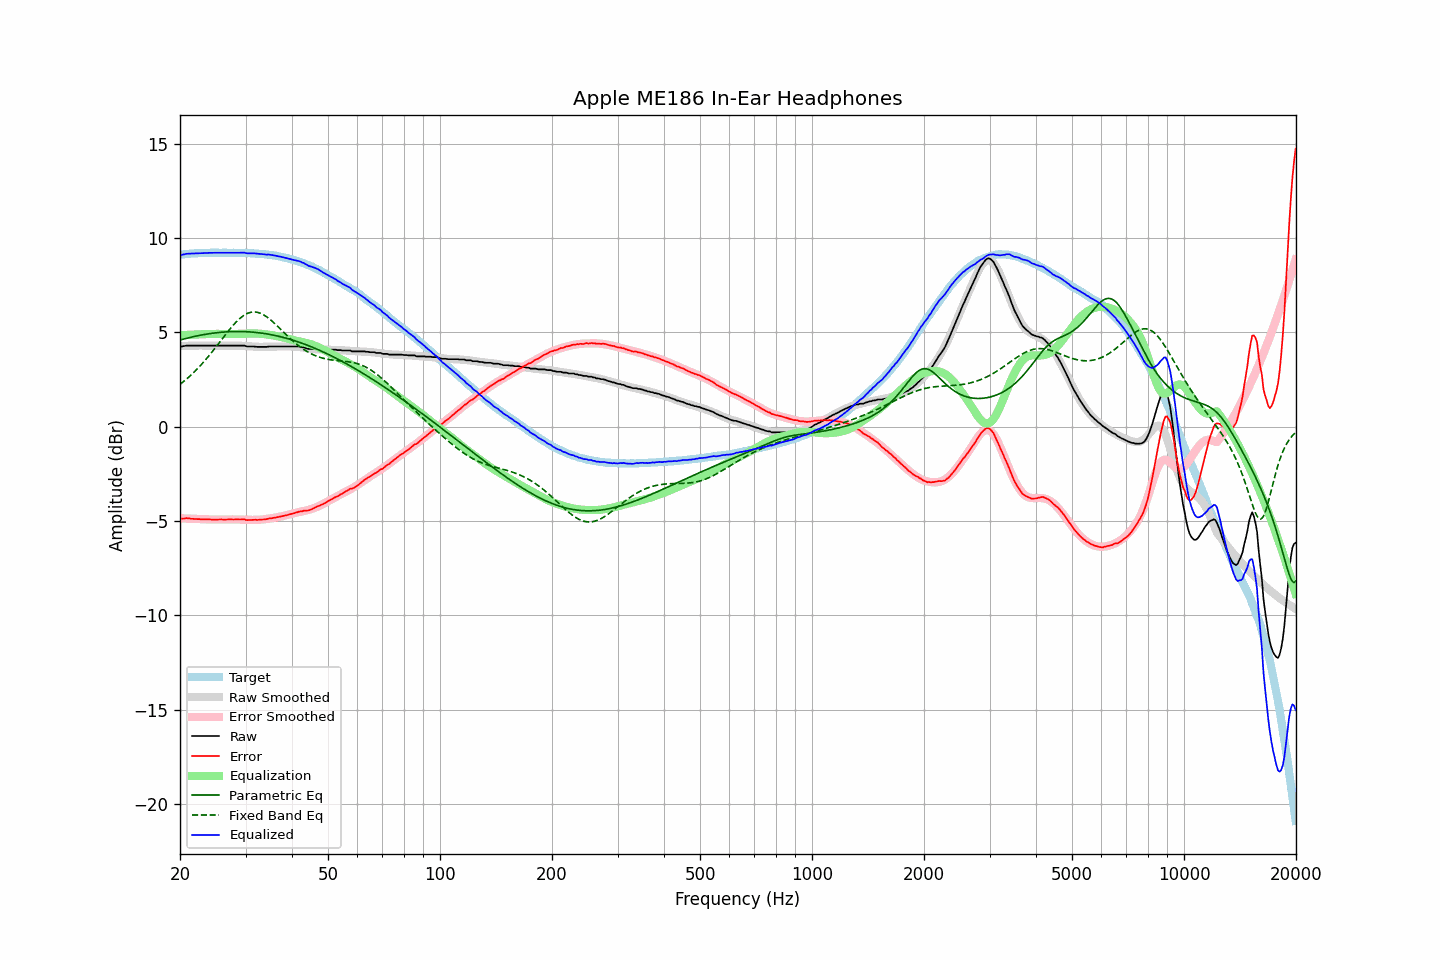 Apple ME186 In-Ear Headphones
Amplitude (dBr)
15
10
5
0
−5
−10
−15
−20
Target
Raw Smoothed
Error Smoothed
Raw
Error
Equalization
Parametric Eq
Fixed Band Eq
Equalized
20 50 100 200 500 1000 2000 5000 10000 20000
Frequency (Hz)